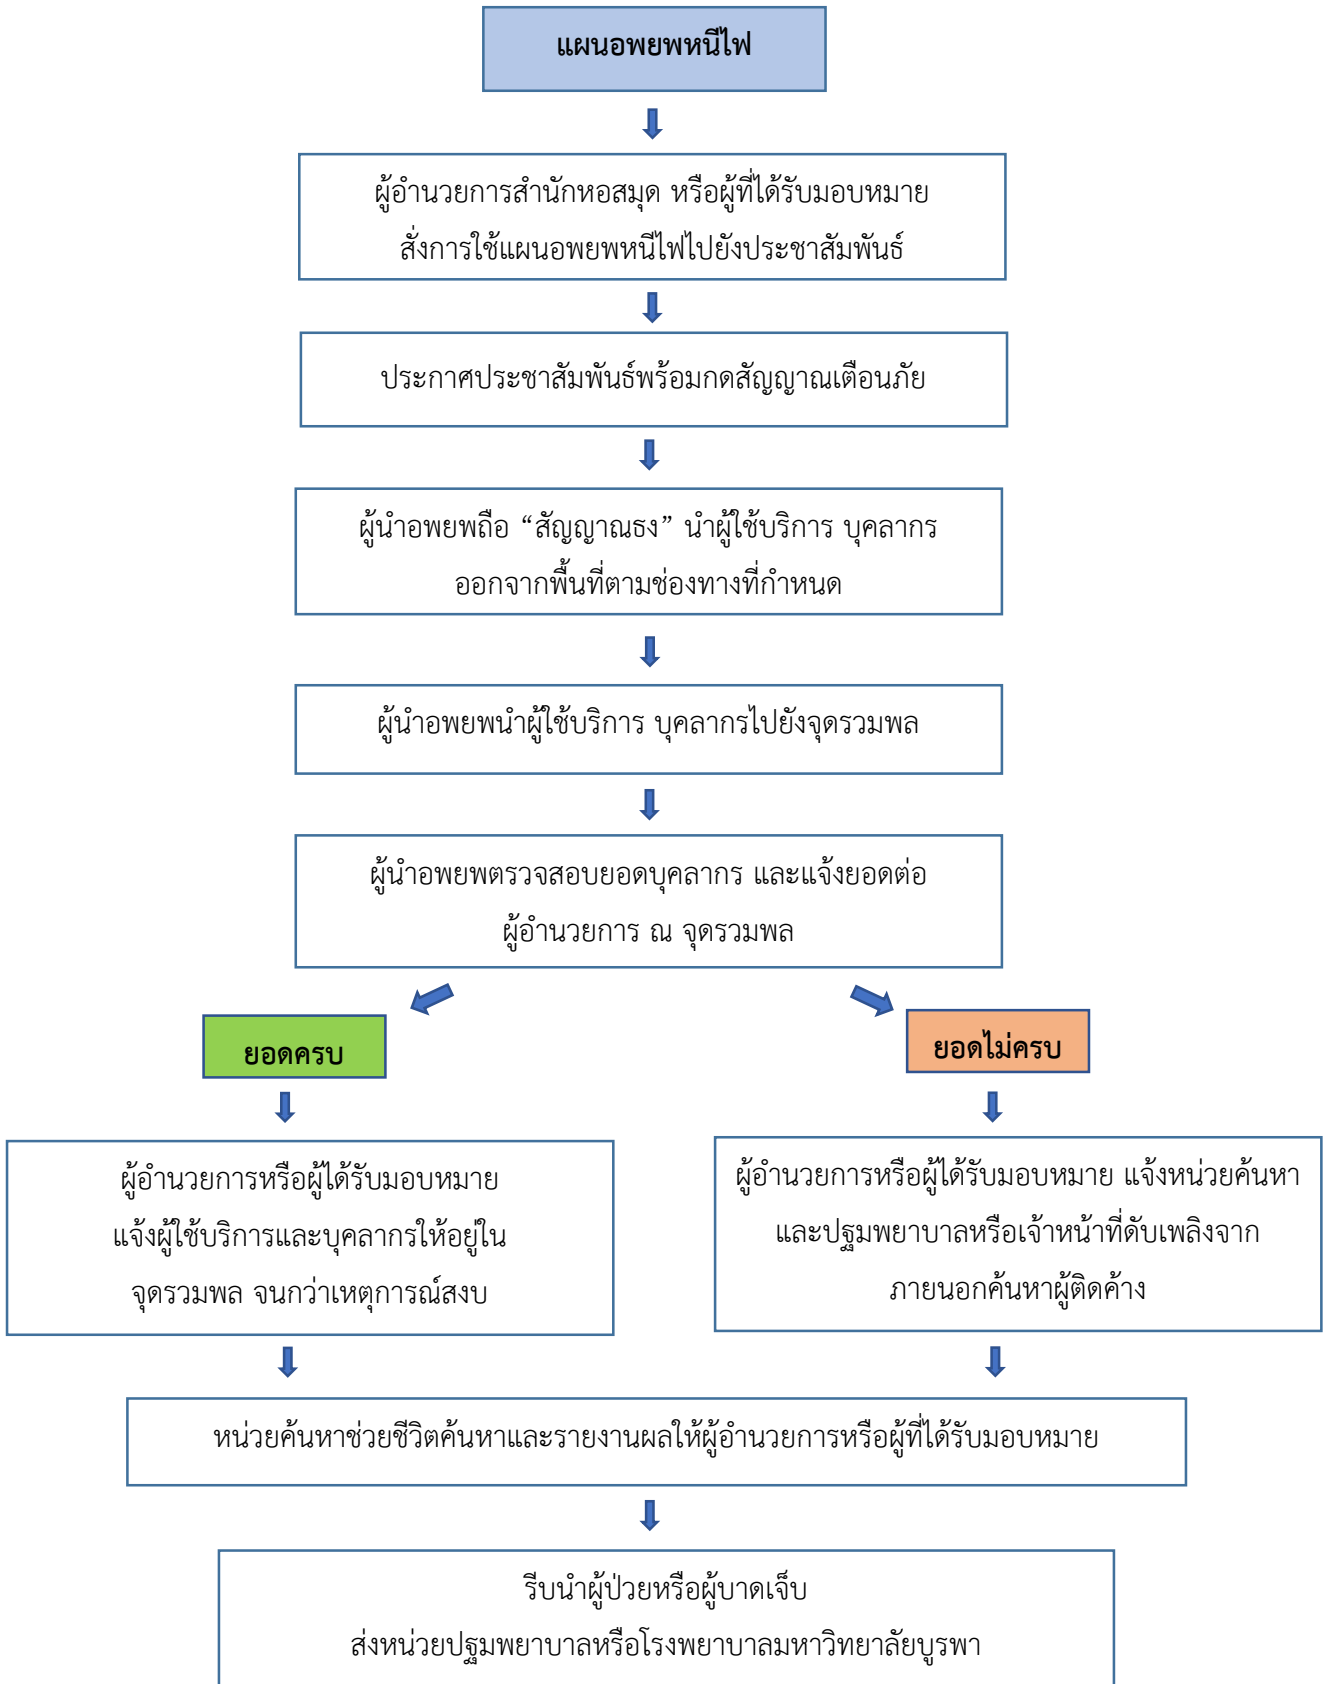 แผนอพยพหนีไฟ
ผู้อำนวยการสำนักหอสมุด หรือผู้ที่ได้รับมอบหมาย
สั่งการใช้แผนอพยพหนีไฟไปยังประชาสัมพันธ์
ประกาศประชาสัมพันธ์พร้อมกดสัญญาณเตือนภัย
ผู้นำอพยพถือ “สัญญาณธง” นำผู้ใช้บริการ บุคลากร
ออกจากพื้นที่ตามช่องทางที่กำหนด
ผู้นำอพยพนำผู้ใช้บริการ บุคลากรไปยังจุดรวมพล
ผู้นำอพยพตรวจสอบยอดบุคลากร และแจ้งยอดต่อ
ผู้อำนวยการ ณ จุดรวมพล
ยอดครบ
ยอดไม่ครบ
ผู้อำนวยการหรือผู้ได้รับมอบหมาย
แจ้งผู้ใช้บริการและบุคลากรให้อยู่ใน
จุดรวมพล จนกว่าเหตุการณ์สงบ
ผู้อำนวยการหรือผู้ได้รับมอบหมาย แจ้งหน่วยค้นหา
และปฐมพยาบาลหรือเจ้าหน้าที่ดับเพลิงจาก
ภายนอกค้นหาผู้ติดค้าง
หน่วยค้นหาช่วยชีวิตค้นหาและรายงานผลให้ผู้อำนวยการหรือผู้ที่ได้รับมอบหมาย
รีบนำผู้ป่วยหรือผู้บาดเจ็บ
ส่งหน่วยปฐมพยาบาลหรือโรงพยาบาลมหาวิทยาลัยบูรพา